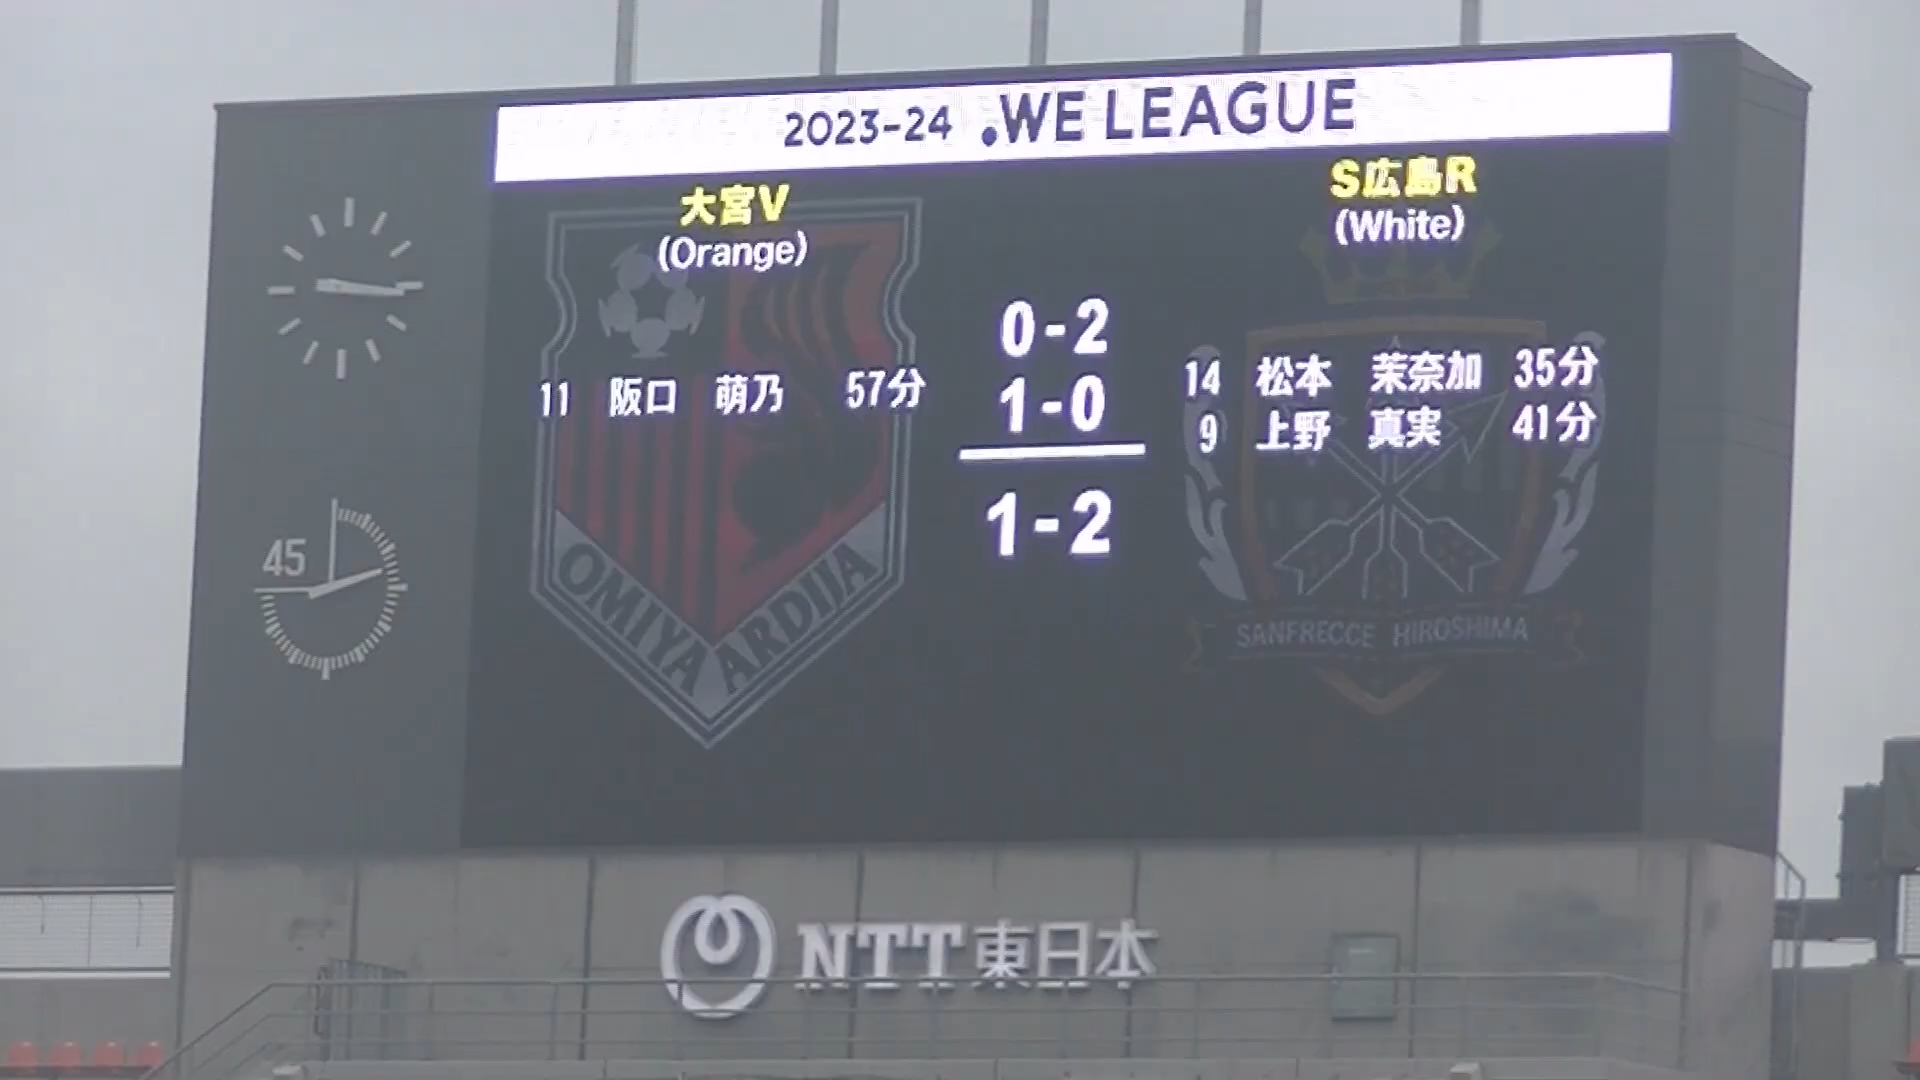 2023-24 .WE LEAGUE
大宮V
(Orange)
S広島R
(White)
0-2
1-0
1-2
11 阪口 萌乃 57分
14 松本 茉奈加 35分
9 上野 真実 41分
OMIYA ARDIJA
SANFRECCE HIROSHIMA
45
NTT東日本